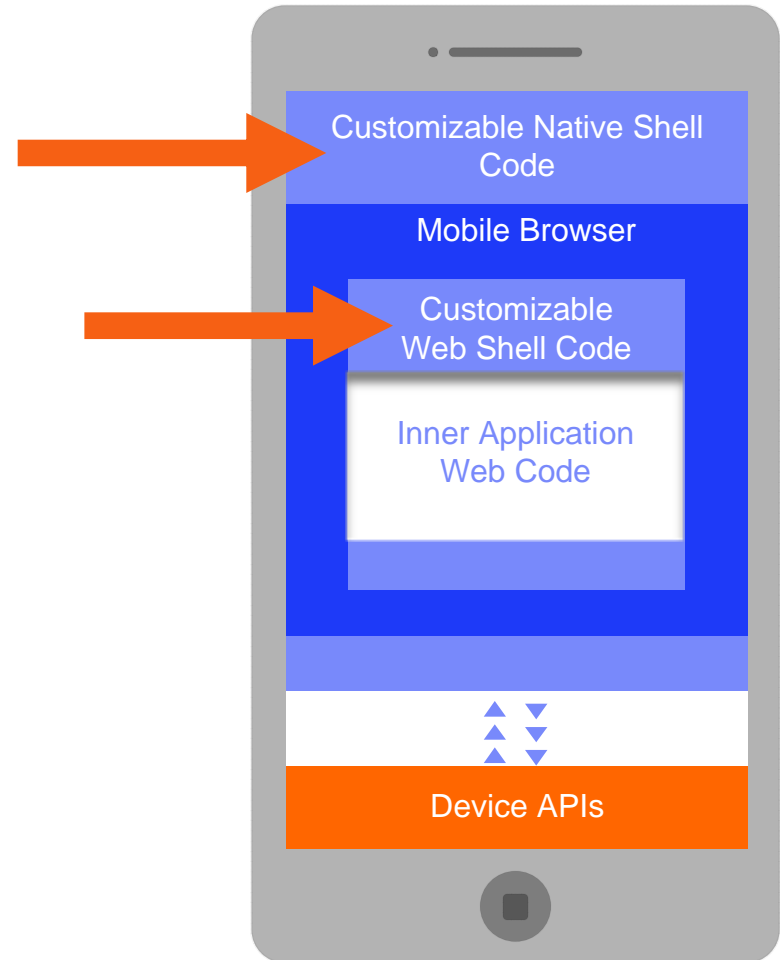 Customizable Native Shell
Code
Mobile Browser
Customizable
Web Shell Code
Inner Application
Web Code
Device APIs